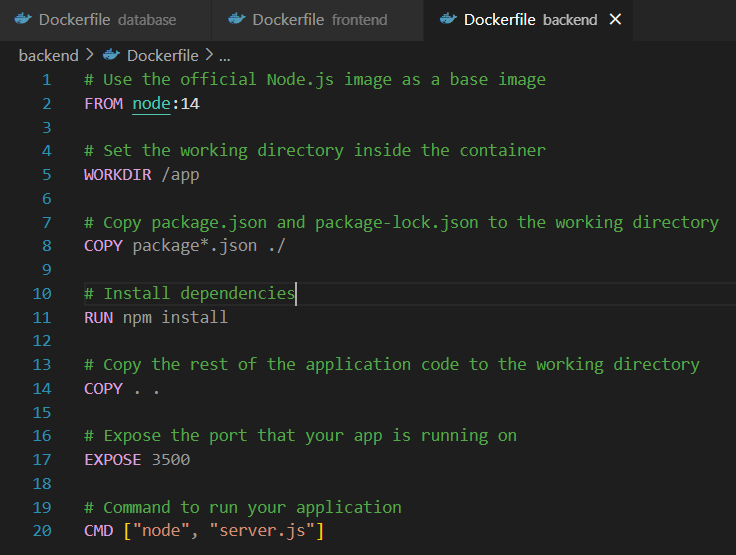 Dockerfile database Dockerfile frontend Dockerfile backend
backend > Dockerfile > ...
1 # Use the official Node.js image as a base image
2 FROM node:14
3
4 # Set the working directory inside the container
5 WORKDIR /app
6
7 # Copy package.json and package-lock.json to the working directory
8 COPY package*.json ./
9
10 # Install dependencies
11 RUN npm install
12
13 # Copy the rest of the application code to the working directory
14 COPY . .
15
16 # Expose the port that your app is running on
17 EXPOSE 3500
18
19 # Command to run your application
20 CMD ["node", "server.js"]